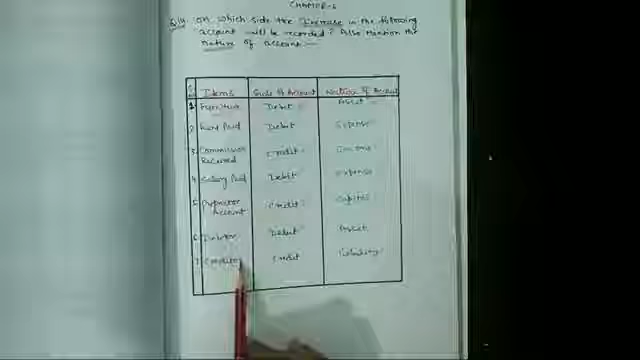 CHAPTER-6
Q.14. On which side the Increase in the following
account will be recorded? Also mention the
nature of account :-
Items Side of Account Nature of Account
1 Furniture Debit Asset
2 Rent Paid Debit Expense
3. Commission Credit Income
Received
4. Salary Paid Debit Expense
5. Proprietor Credit Capital
Account
6. Debtor Debit Asset
7. Creditor Credit Liability